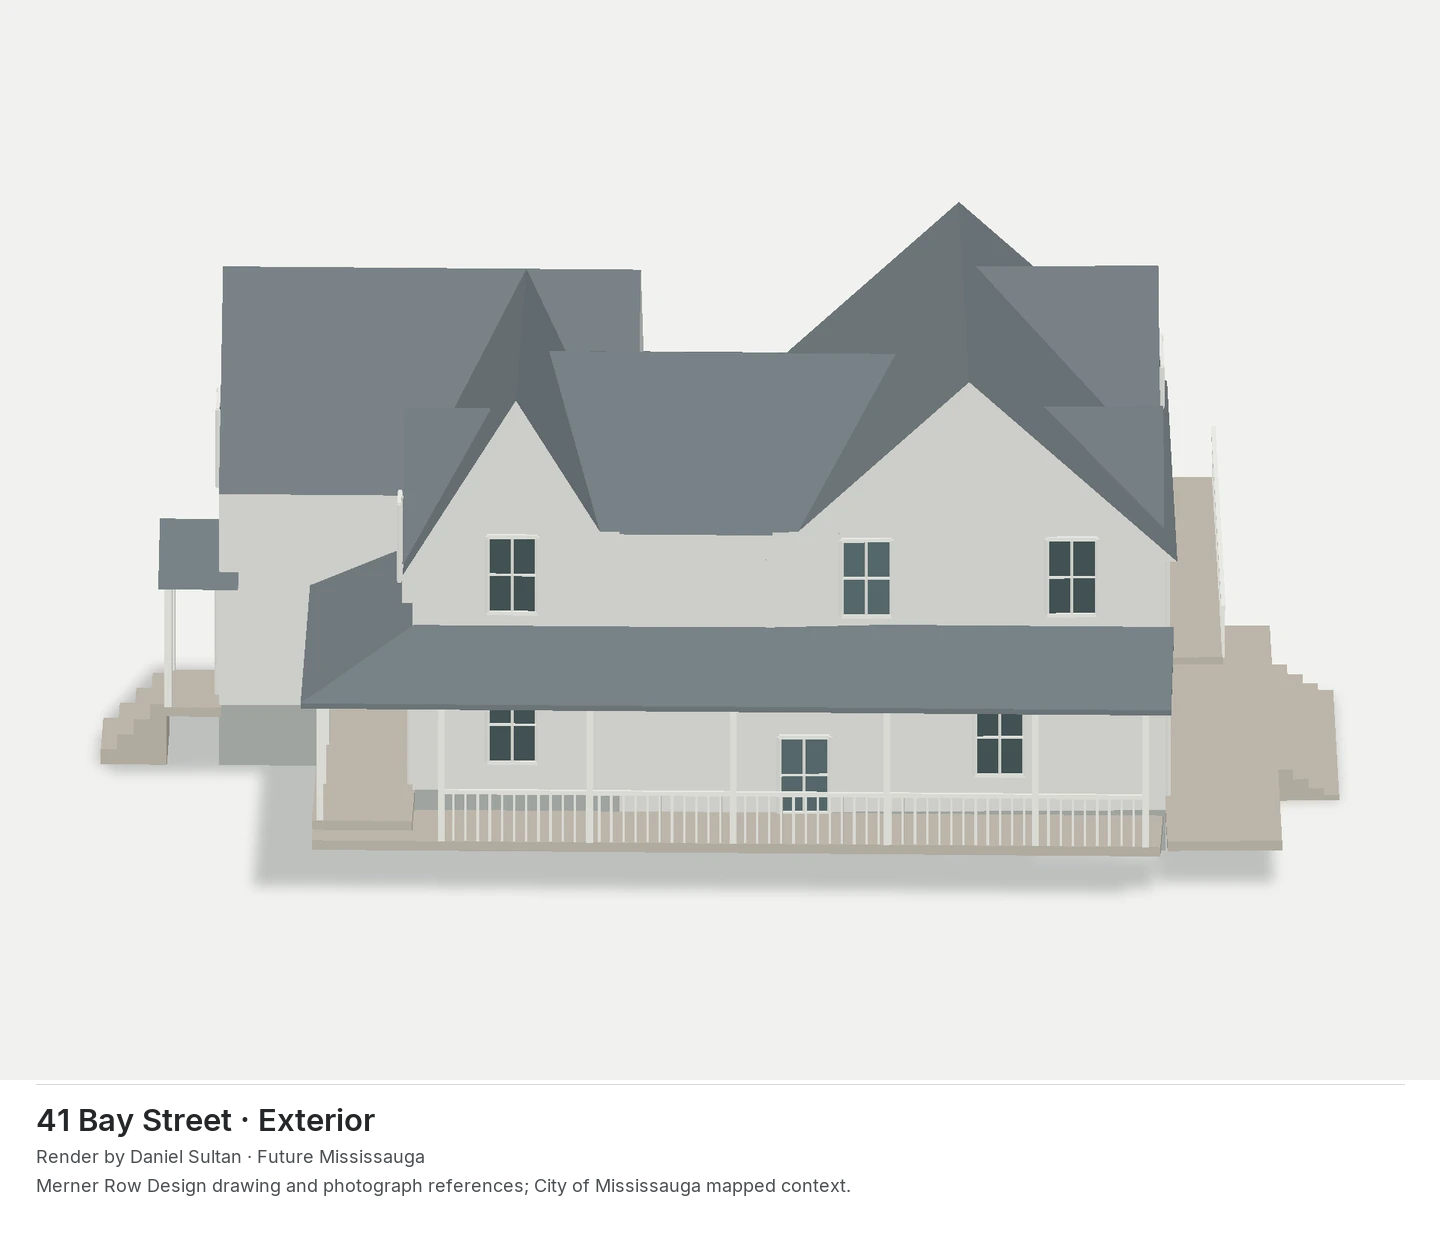 41 Bay Street · Exterior
Render by Daniel Sultan · Future Mississauga
Merner Row Design drawing and photograph references; City of Mississauga mapped context.